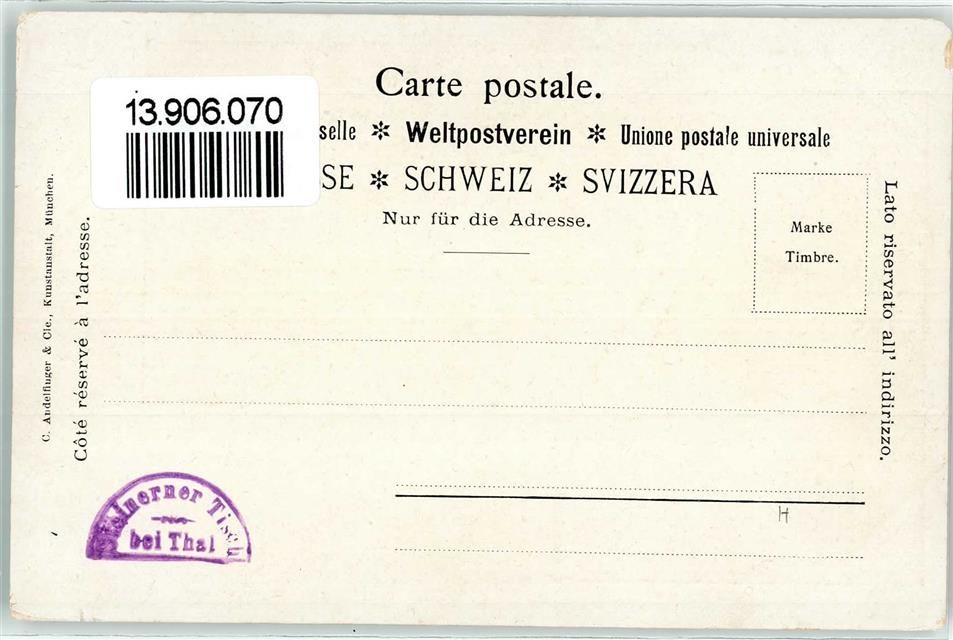 Carte postale.
13.906.070
selle ✻ Weltpostverein ✻ Unione postale universale
SE ✻ SCHWEIZ ✻ SVIZZERA
Nur für die Adresse.
Marke
Timbre.
C. Andelfinger & Cie., Kunstanstalt, München.
Côté réservé à l'adresse.
Lato riservato all' indirizzo.
Tisch
bei Thal
H